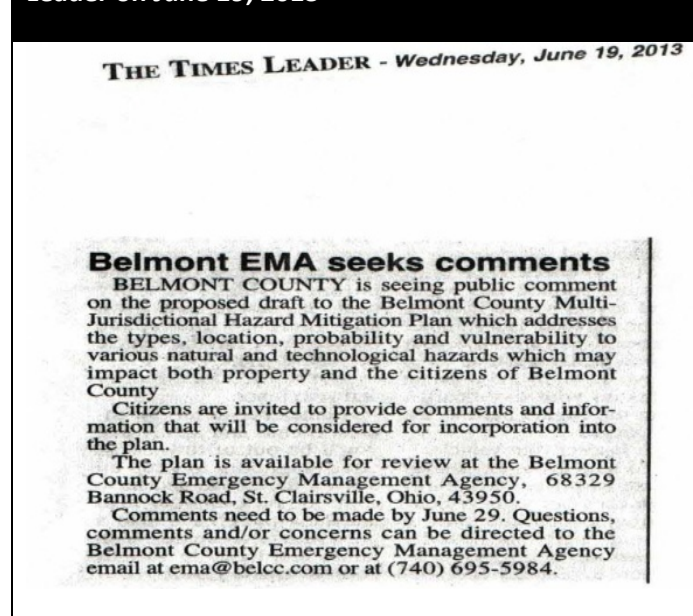 THE TIMES LEADER - Wednesday, June 19, 2013
Belmont EMA seeks comments
BELMONT COUNTY is seeing public comment
on the proposed draft to the Belmont County Multi-
Jurisdictional Hazard Mitigation Plan which addresses
the types, location, probability and vulnerability to
various natural and technological hazards which may
impact both property and the citizens of Belmont
County
Citizens are invited to provide comments and infor-
mation that will be considered for incorporation into
the plan.
The plan is available for review at the Belmont
County Emergency Management Agency, 68329
Bannock Road, St. Clairsville, Ohio, 43950.
Comments need to be made by June 29. Questions,
comments and/or concerns can be directed to the
Belmont County Emergency Management Agency
email at ema@belcc.com or at (740) 695-5984.